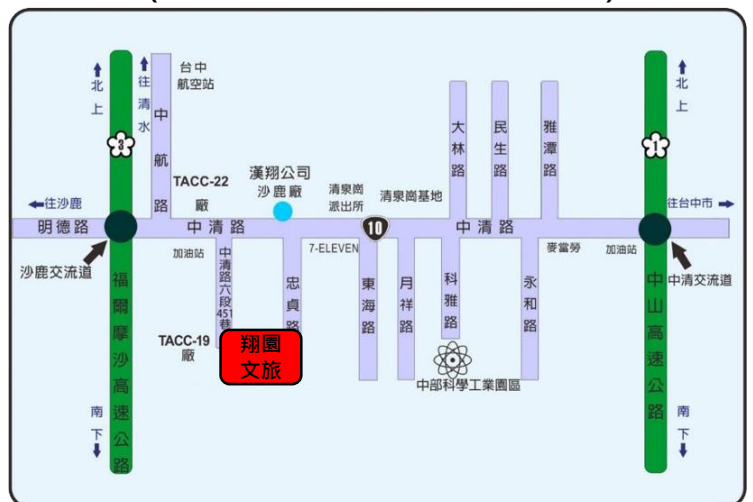 北上
3
往清水
中航路
台中
航空站
TACC-22
廠
漢翔公司
沙鹿廠
清泉崗
派出所
清泉崗基地
大林路
民生路
雅潭路
1
北上
往沙鹿
往台中市
明德路
中清路
10
中清路
沙鹿交流道
加油站
中清路六段451巷
7-ELEVEN
麥當勞
加油站
中清交流道
忠貞路
東海路
月祥路
科雅路
永和路
福爾摩沙高速公路
中山高速公路
TACC-19
廠
翔園
文旅
中部科學工業園區
南下
南下